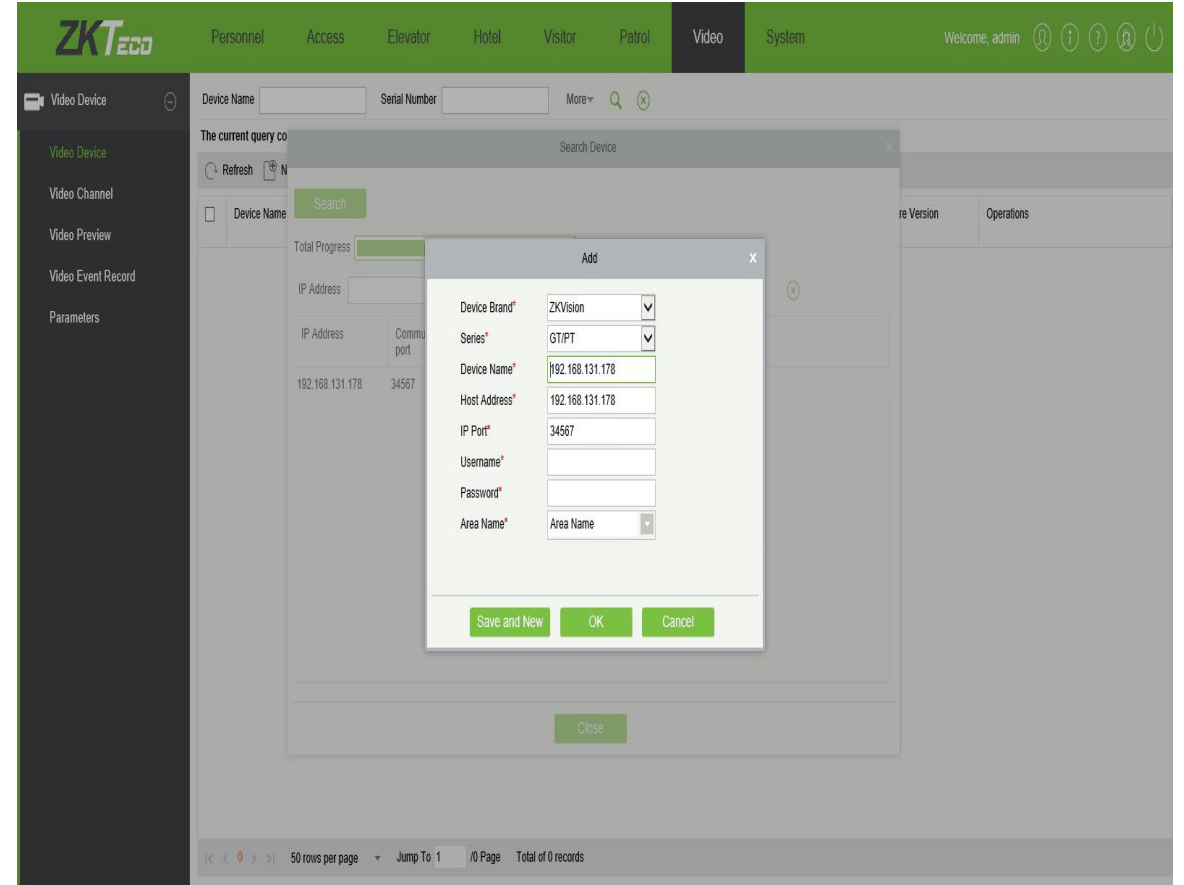 ZKTECO Personnel Access Elevator Hotel Visitor Patrol Video System Welcome, admin
Video Device
Video Device
Video Channel
Video Preview
Video Event Record
Parameters
Device Name Serial Number More
The current query co
Refresh N
Device Name re Version Operations
Search Device x
Search
Total Progress
IP Address
IP Address Commu
port
192.168.131.178 34567
Add x
Device Brand* ZKVision
Series* GT/PT
Device Name* 192.168.131.178
Host Address* 192.168.131.178
IP Port* 34567
Username*
Password*
Area Name* Area Name
Save and New OK Cancel
Close
|< < 0 > >| 50 rows per page Jump To 1 /0 Page Total of 0 records